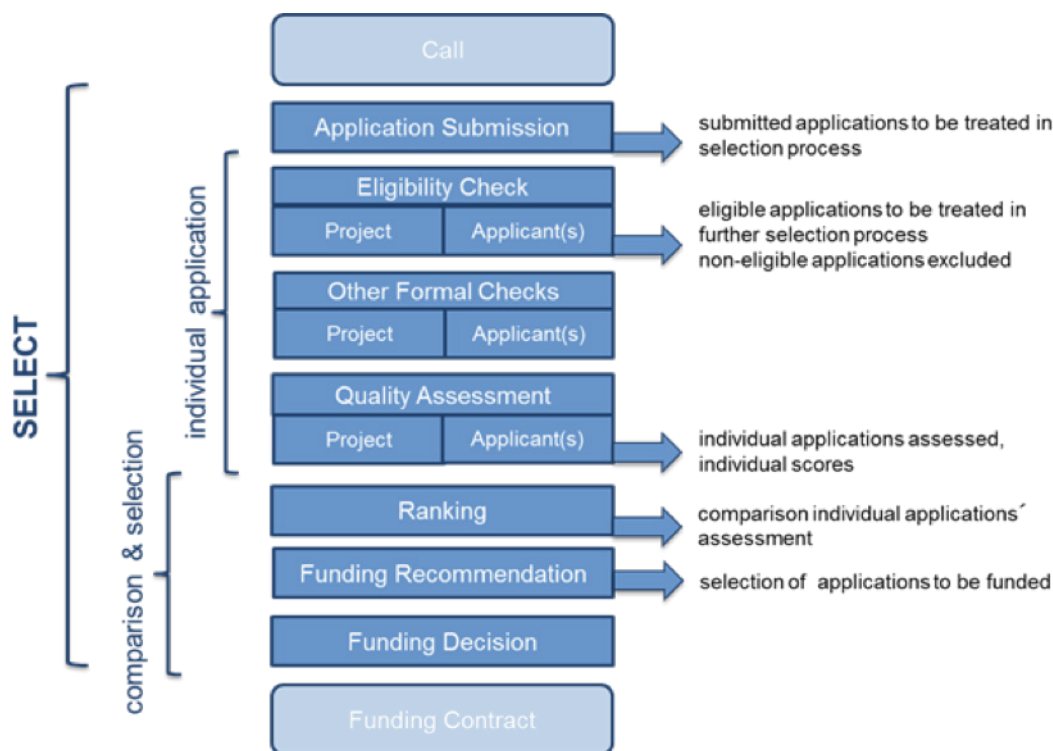 Call
Application Submission
submitted applications to be treated in
selection process
Eligibility Check
Project
Applicant(s)
eligible applications to be treated in
further selection process
non-eligible applications excluded
Other Formal Checks
Project
Applicant(s)
Quality Assessment
Project
Applicant(s)
individual applications assessed,
individual scores
Ranking
comparison individual applications´
assessment
Funding Recommendation
selection of applications to be funded
Funding Decision
Funding Contract
SELECT
individual application
comparison & selection